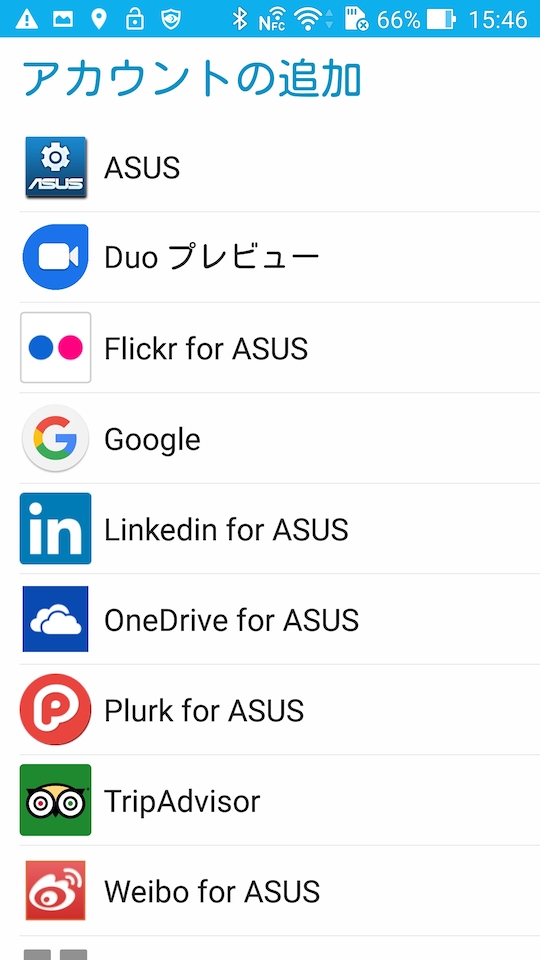 NFC 66% 15:46
アカウントの追加
ASUS
ASUS
Duo プレビュー
Flickr for ASUS
Google
in
Linkedin for ASUS
OneDrive for ASUS
Plurk for ASUS
TripAdvisor
Weibo for ASUS